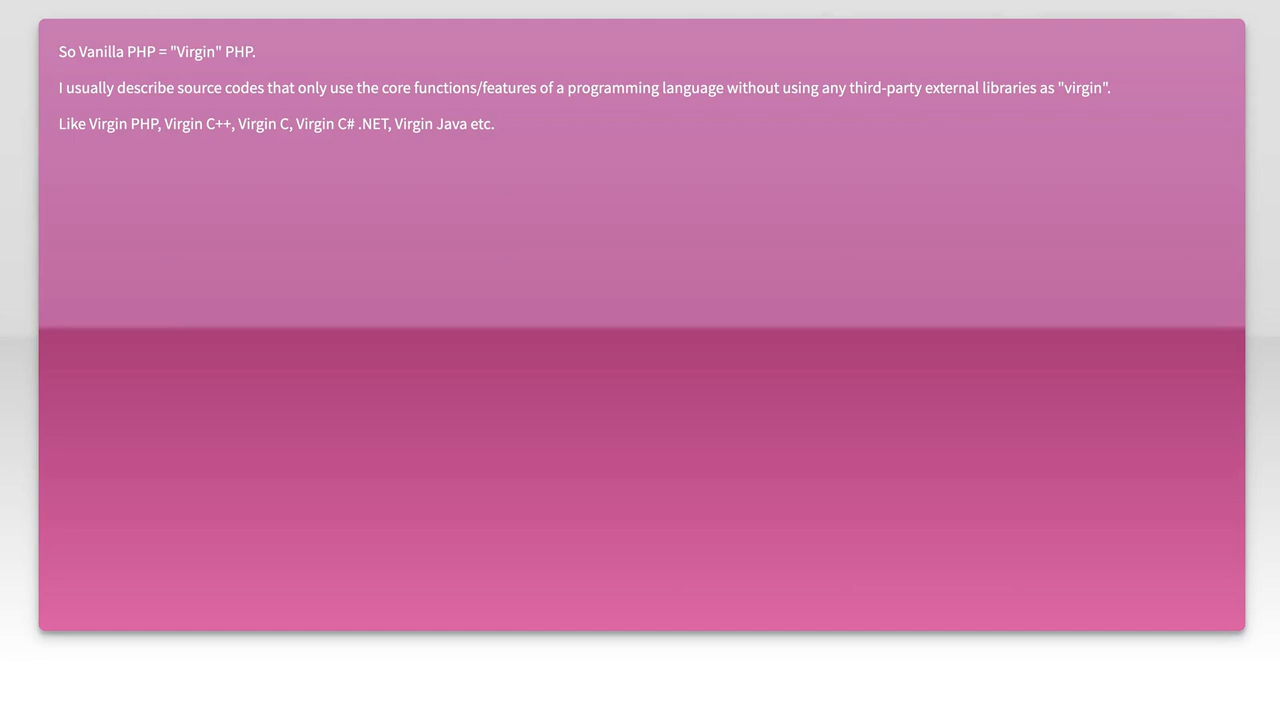 So Vanilla PHP = "Virgin" PHP.
I usually describe source codes that only use the core functions/features of a programming language without using any third-party external libraries as "virgin".
Like Virgin PHP, Virgin C++, Virgin C, Virgin C# .NET, Virgin Java etc.